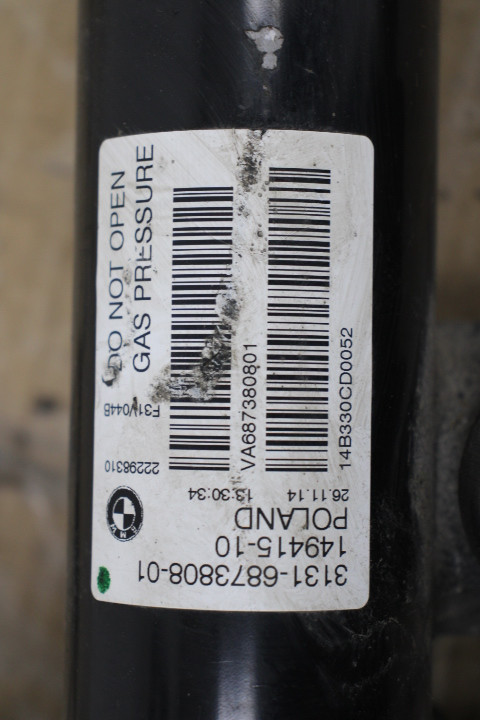 DO NOT OPEN
GAS PRESSURE
F31V044B
22298310
VA687380801
14B330CD0052
26.11.14
13:30:34
POLAND
149415-10
3131-6873808-01
BMW